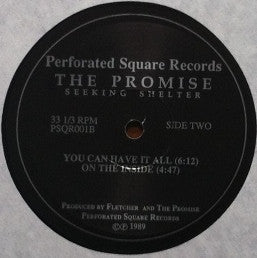 Perforated Square Records
THE PROMISE
SEEKING SHELTER
33 1/3 RPM
PSQR001B
SIDE TWO
YOU CAN HAVE IT ALL (6:12)
ON THE INSIDE (4:47)
PRODUCED BY FLETCHER AND THE PROMISE
PERFORATED SQUARE RECORDS
©℗ 1989